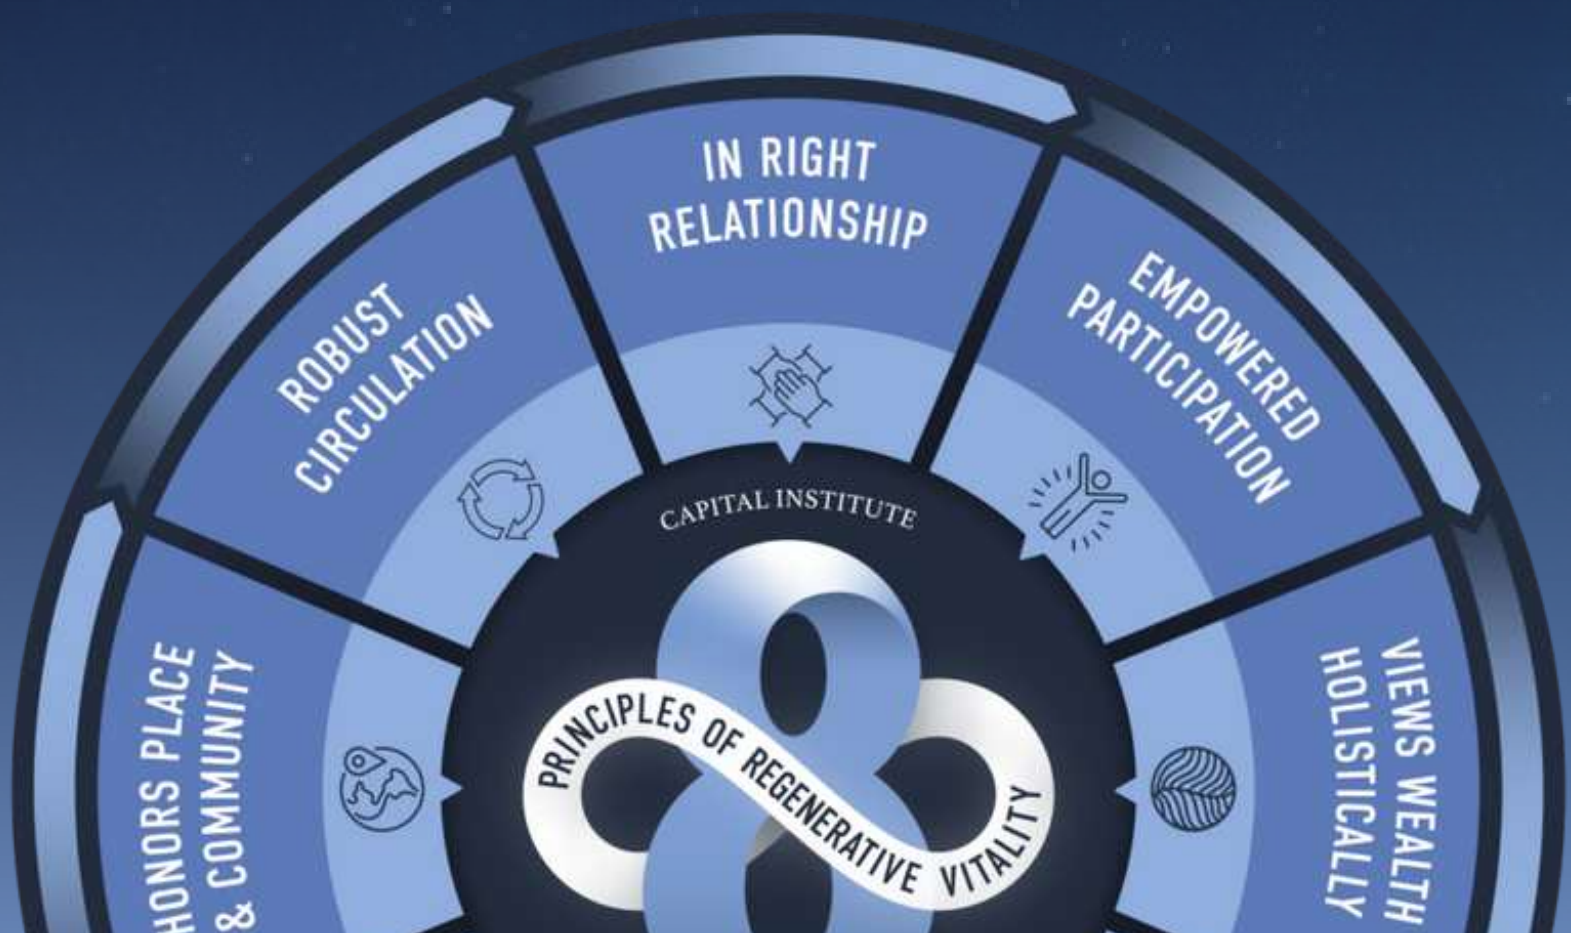 IN RIGHT
RELATIONSHIP
EMPOWERED
PARTICIPATION
VIEWS WEALTH
HOLISTICALLY
HONORS PLACE
& COMMUNITY
ROBUST
CIRCULATION
CAPITAL INSTITUTE
PRINCIPLES OF REGENERATIVE VITALITY